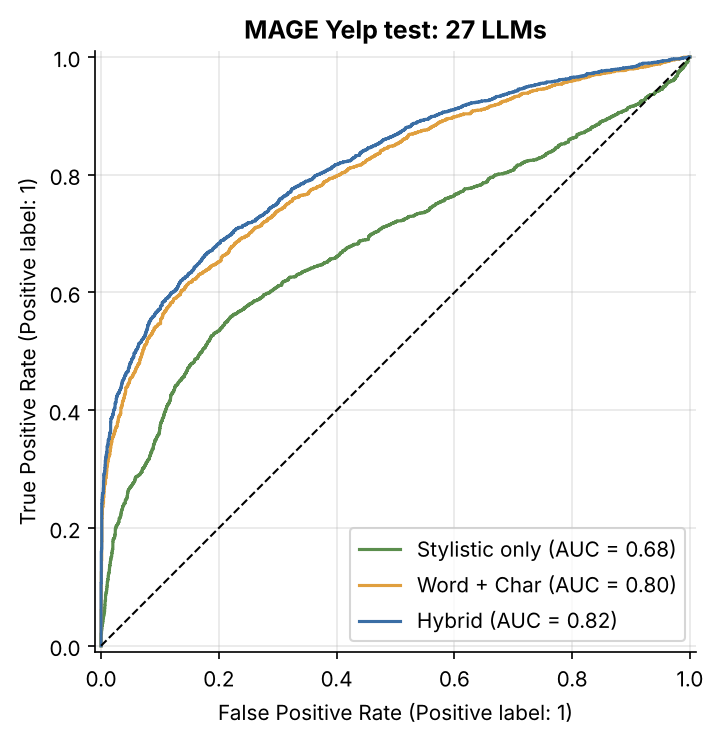 MAGE Yelp test: 27 LLMs
1.0
0.8
0.6
0.4
0.2
0.0
True Positive Rate (Positive label: 1)
Stylistic only (AUC = 0.68)
Word + Char (AUC = 0.80)
Hybrid (AUC = 0.82)
0.0 0.2 0.4 0.6 0.8 1.0
False Positive Rate (Positive label: 1)